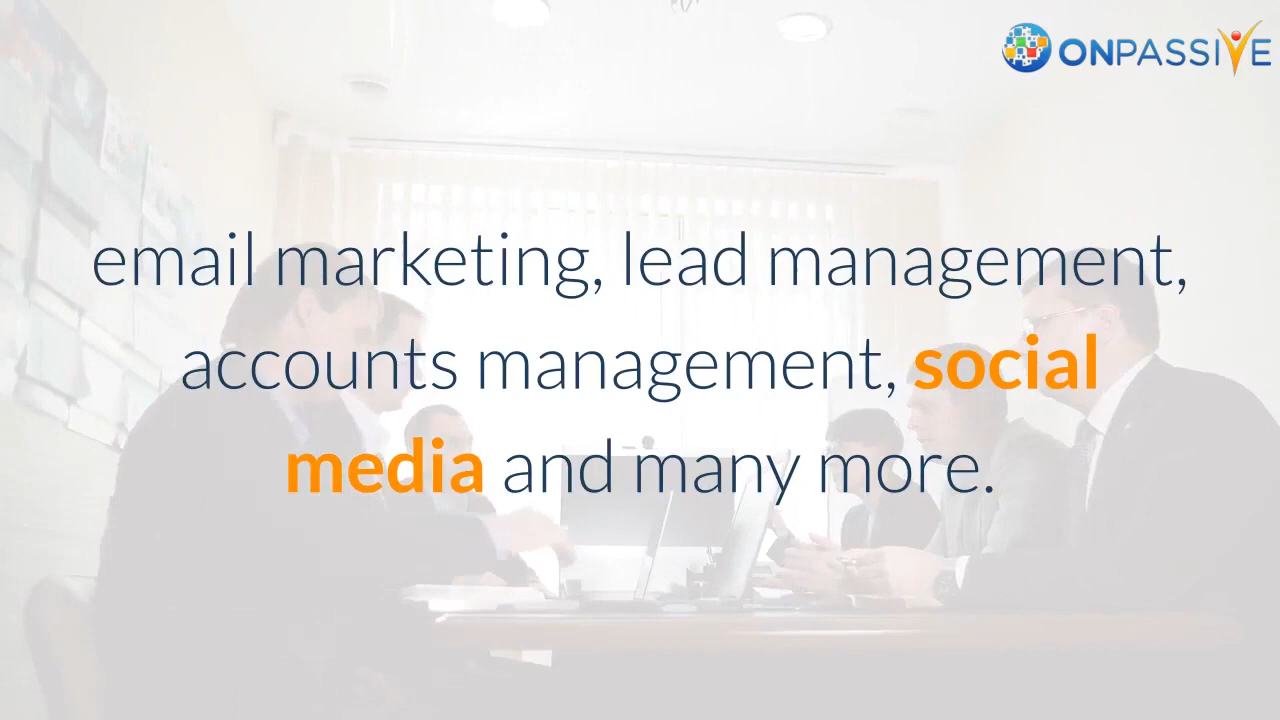 ONPASSIVE
email marketing, lead management,
accounts management, social
media and many more.